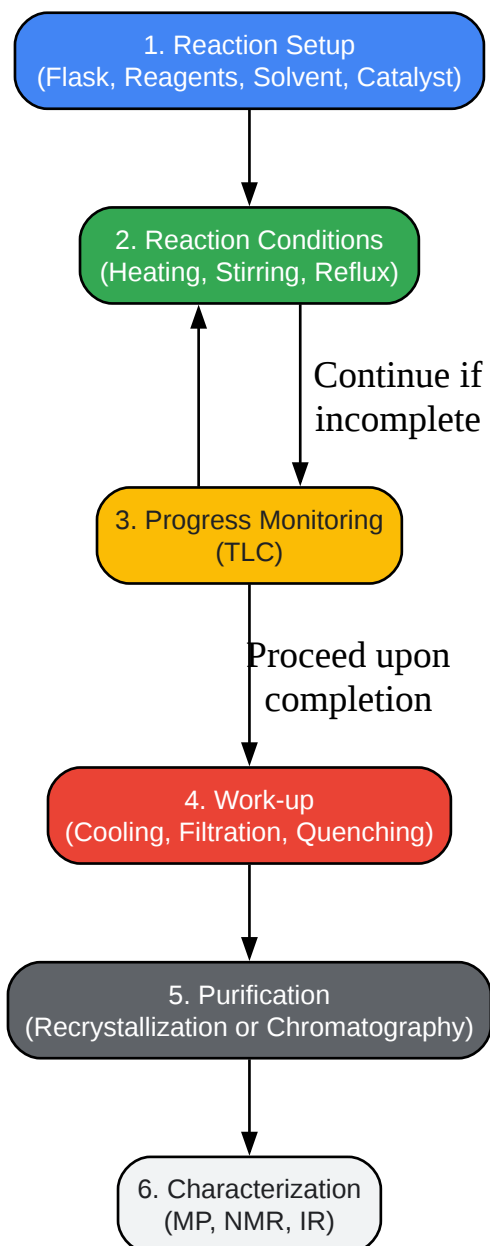 1. Reaction Setup
(Flask, Reagents, Solvent, Catalyst)
2. Reaction Conditions
(Heating, Stirring, Reflux)
Continue if
incomplete
3. Progress Monitoring
(TLC)
Proceed upon
completion
4. Work-up
(Cooling, Filtration, Quenching)
5. Purification
(Recrystallization or Chromatography)
6. Characterization
(MP, NMR, IR)